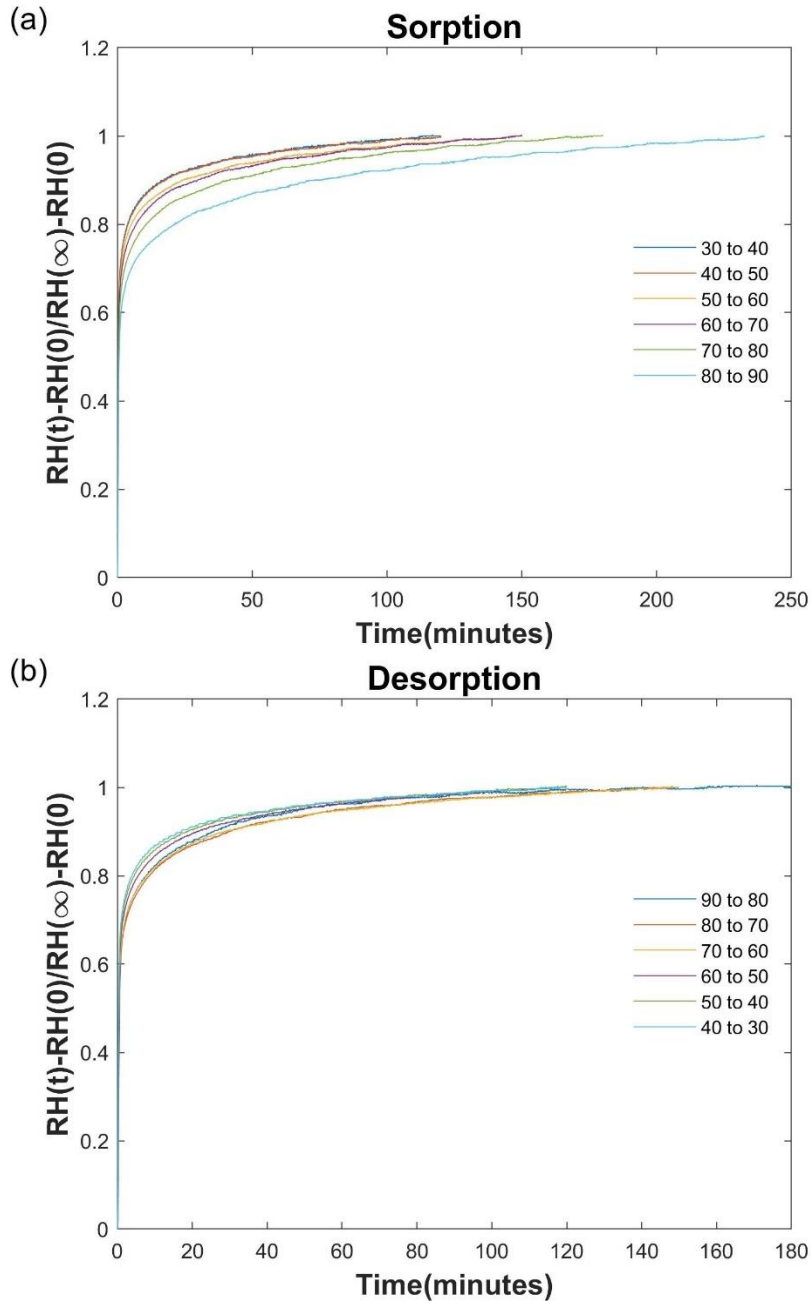 (a)
Sorption
1.2
1
0.8
0.6
0.4
0.2
0
RH(t)-RH(0)/RH(∞)-RH(0)
30 to 40
40 to 50
50 to 60
60 to 70
70 to 80
80 to 90
0 50 100 150 200 250
Time(minutes)
(b)
Desorption
1.2
1
0.8
0.6
0.4
0.2
0
RH(t)-RH(0)/RH(∞)-RH(0)
90 to 80
80 to 70
70 to 60
60 to 50
50 to 40
40 to 30
0 20 40 60 80 100 120 140 160 180
Time(minutes)